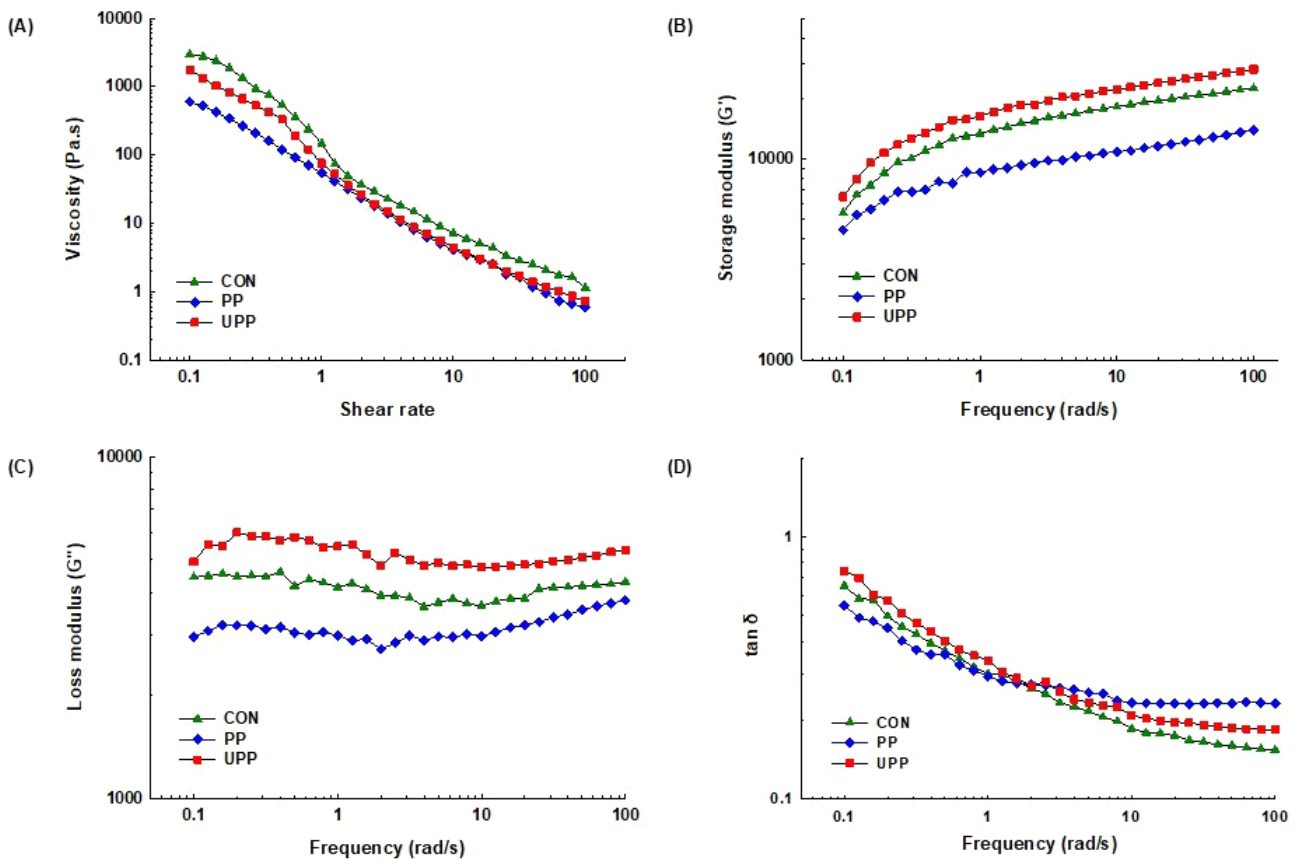 (A)
10000
1000
100
10
1
0.1
Viscosity (Pa.s)
CON
PP
UPP
0.1 1 10 100
Shear rate
(B)
10000
1000
Storage modulus (G')
CON
PP
UPP
0.1 1 10 100
Frequency (rad/s)
(C)
10000
1000
Loss modulus (G'')
CON
PP
UPP
0.1 1 10 100
Frequency (rad/s)
(D)
1
0.1
tan δ
CON
PP
UPP
0.1 1 10 100
Frequency (rad/s)